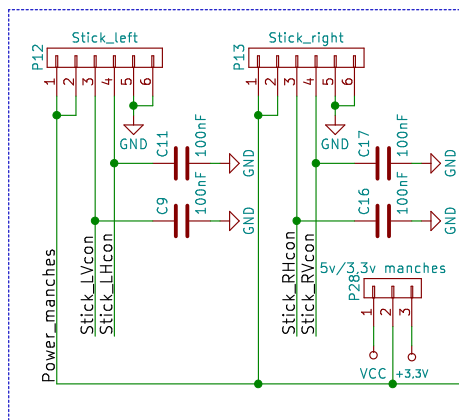 Stick_left
P12
1 2 3 4 5 6
GND
C11
100nF
GND
C9
100nF
GND
Power_manches
Stick_LVcon
Stick_LHcon
Stick_right
P13
1 2 3 4 5 6
GND
C17
100nF
GND
C16
100nF
GND
Stick_RHcon
Stick_RVcon
5v/3,3v manches
P28
1 2 3
VCC
+3,3V